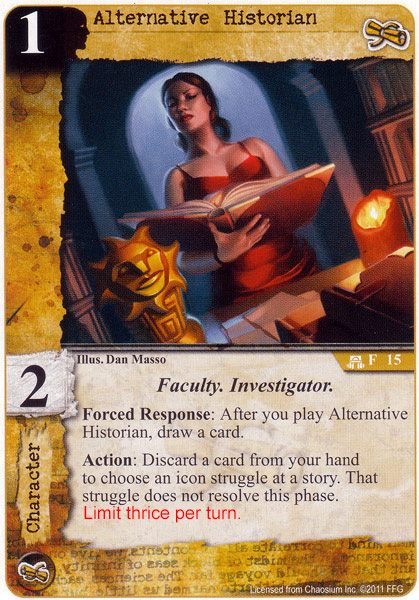 1
Alternative Historian
Illus. Dan Masso
F 15
2
Faculty. Investigator.
Forced Response: After you play Alternative
Historian, draw a card.
Action: Discard a card from your hand
to choose an icon struggle at a story. That
struggle does not resolve this phase.
Limit thrice per turn.
Character
Licensed from Chaosium Inc. ©2011 FFG